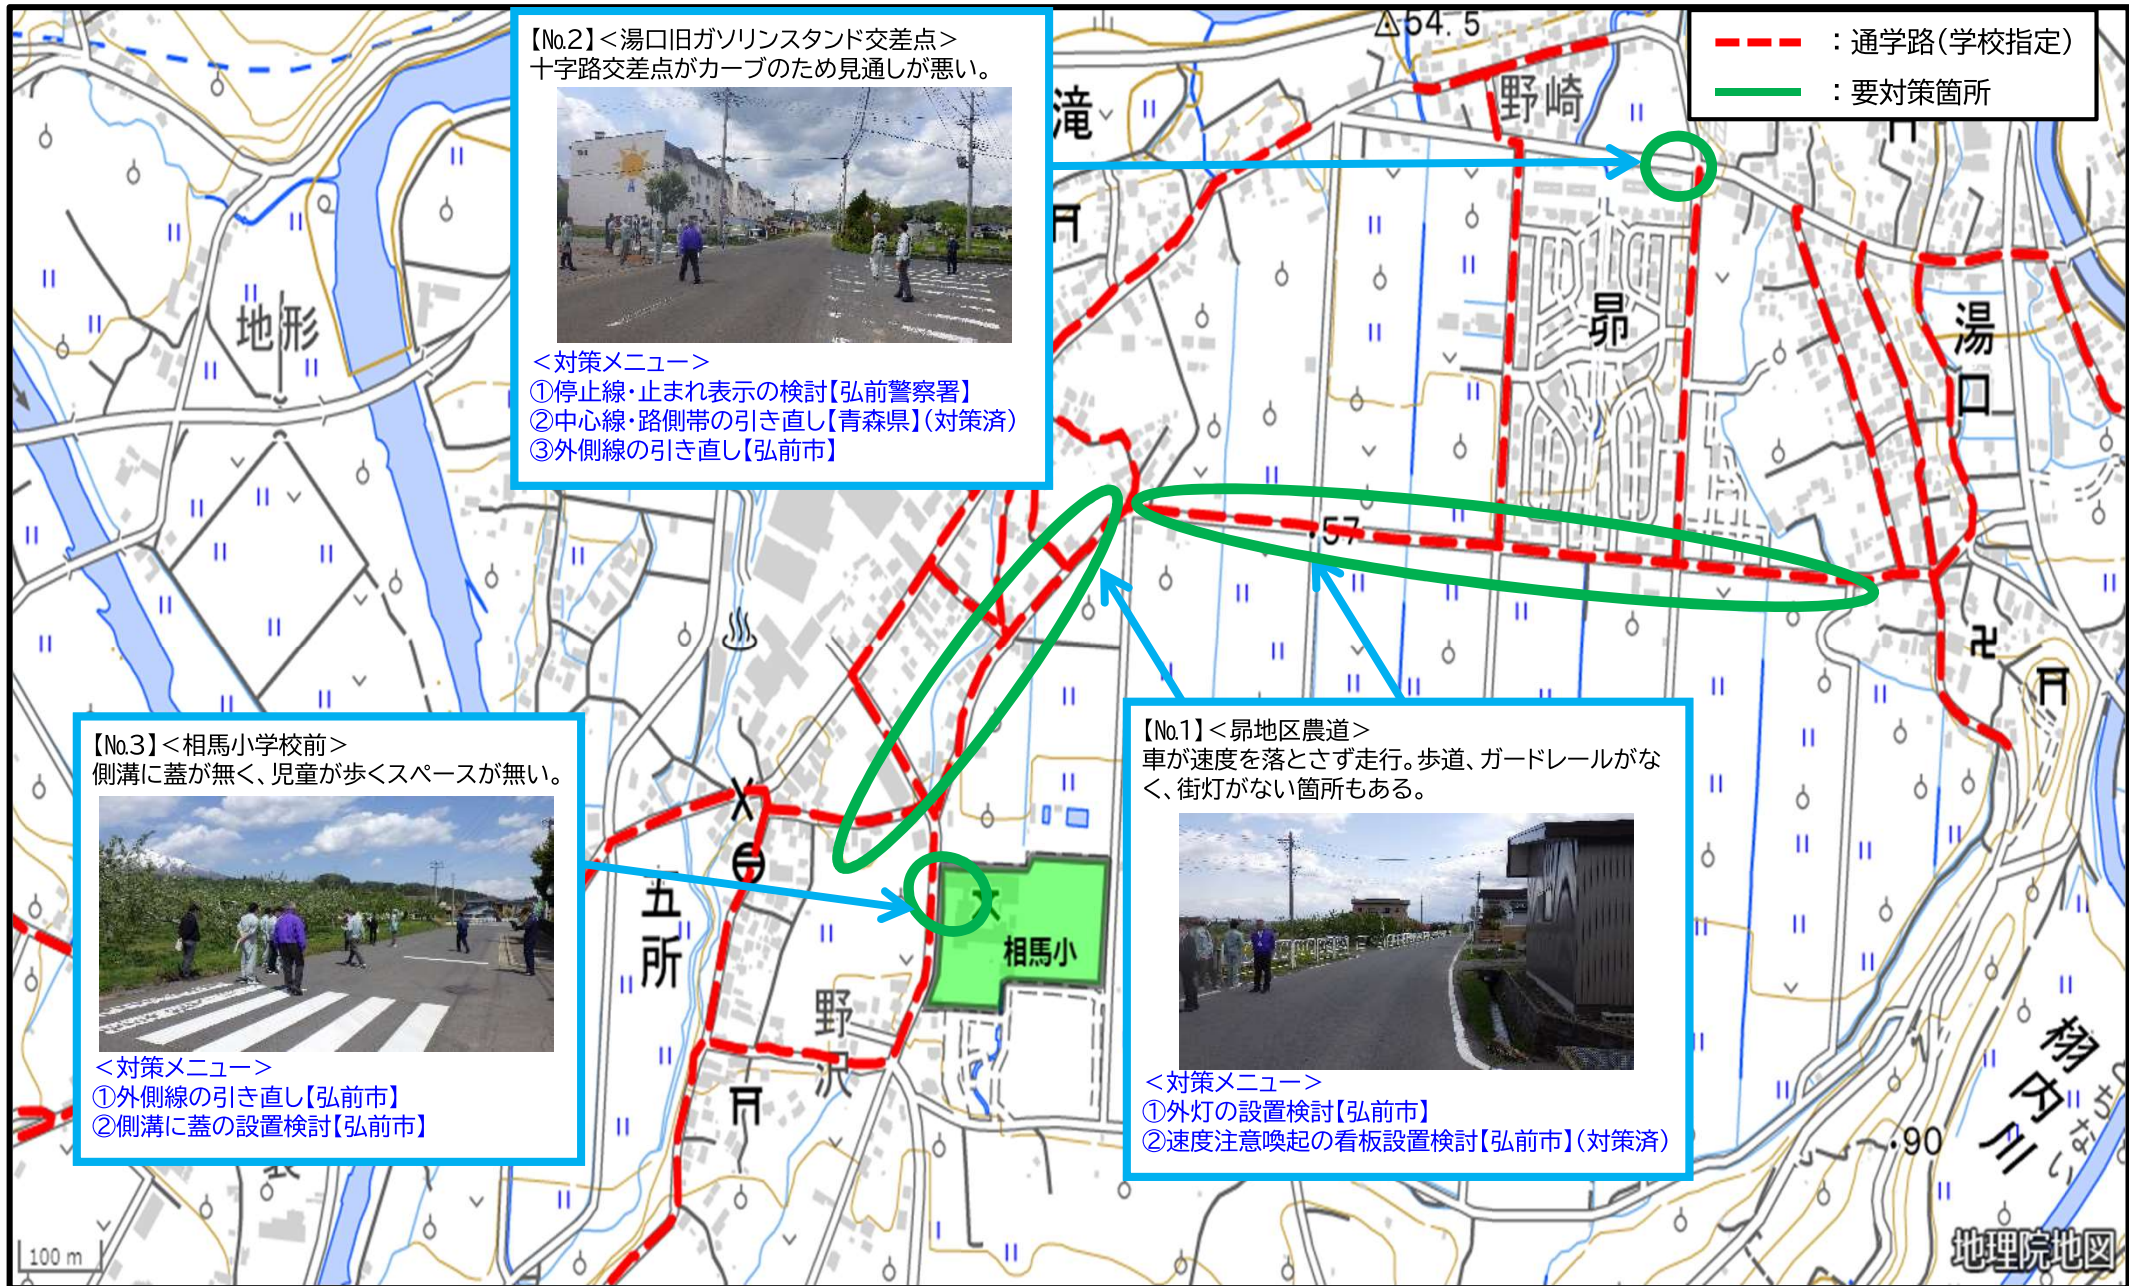 【№2】＜湯口旧ガソリンスタンド交差点＞
十字路交差点がカーブのため見通しが悪い。
＜対策メニュー＞
①停止線・止まれ表示の検討【弘前警察署】
②中心線・路側帯の引き直し【青森県】（対策済）
③外側線の引き直し【弘前市】
：通学路（学校指定）
：要対策箇所
54.5
野崎
滝
地形
昴
湯口
57
【№3】＜相馬小学校前＞
側溝に蓋が無く、児童が歩くスペースが無い。
＜対策メニュー＞
①外側線の引き直し【弘前市】
②側溝に蓋の設置検討【弘前市】
【№1】＜昴地区農道＞
車が速度を落とさず走行。歩道、ガードレールがな
く、街灯がない箇所もある。
＜対策メニュー＞
①外灯の設置検討【弘前市】
②速度注意喚起の看板設置検討【弘前市】（対策済）
五所
相馬小
野沢
栩内川
ちない
90
100 m
地理院地図